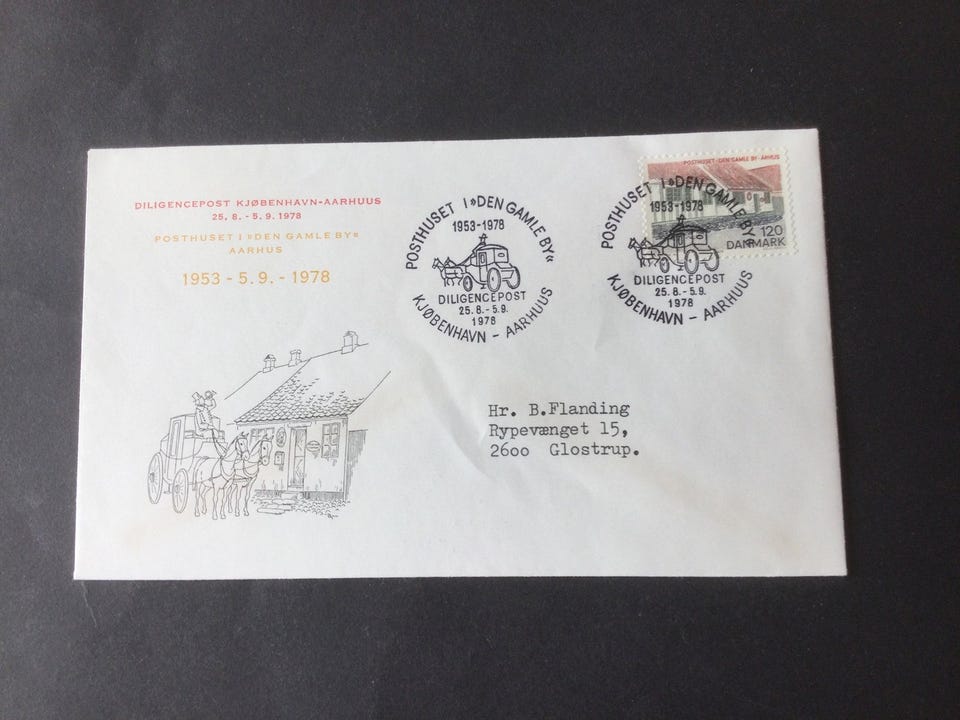 DILIGENCEPOST KJØBENHAVN-AARHUUS
25. 8. - 5. 9. 1978
POSTHUSET I »DEN GAMLE BY«
AARHUS
1953 - 5. 9. - 1978
POSTHUSET I »DEN GAMLE BY«
1953-1978
DILIGENCEPOST
25. 8. - 5. 9.
1978
KJØBENHAVN - AARHUUS
POSTHUSET · DEN GAMLE BY · ÅRHUS
120
DANMARK
POSTHUSET I »DEN GAMLE BY«
1953-1978
DILIGENCEPOST
25. 8. - 5. 9.
1978
KJØBENHAVN - AARHUUS
Hr. B.Flanding
Rypevænget 15,
2600 Glostrup.